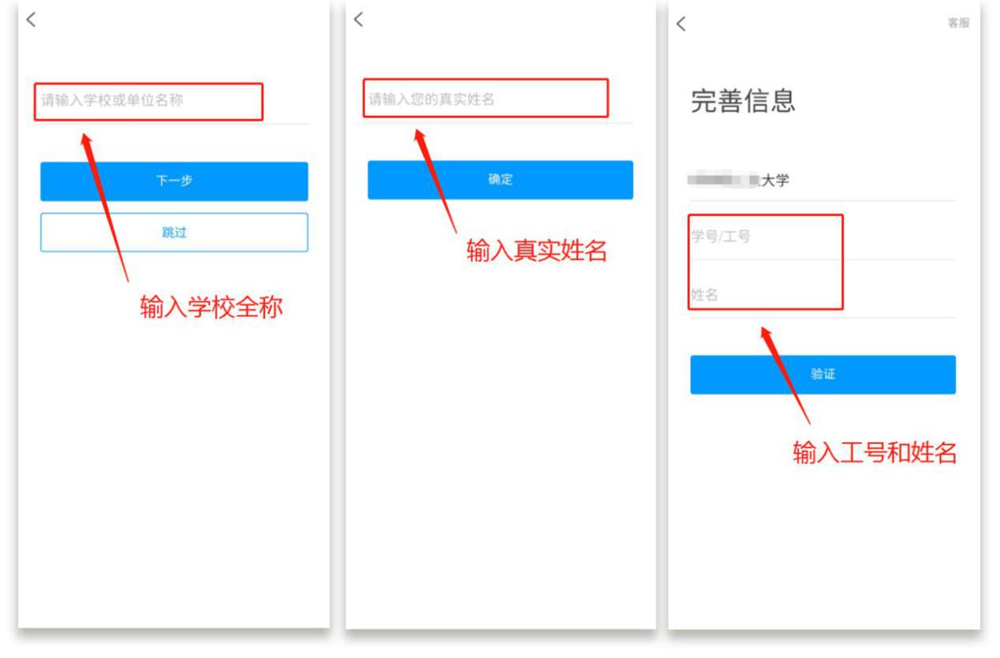 请输入学校或单位名称
下一步
跳过
输入学校全称
请输入您的真实姓名
确定
输入真实姓名
客服
完善信息
大学
学号/工号
姓名
验证
输入工号和姓名